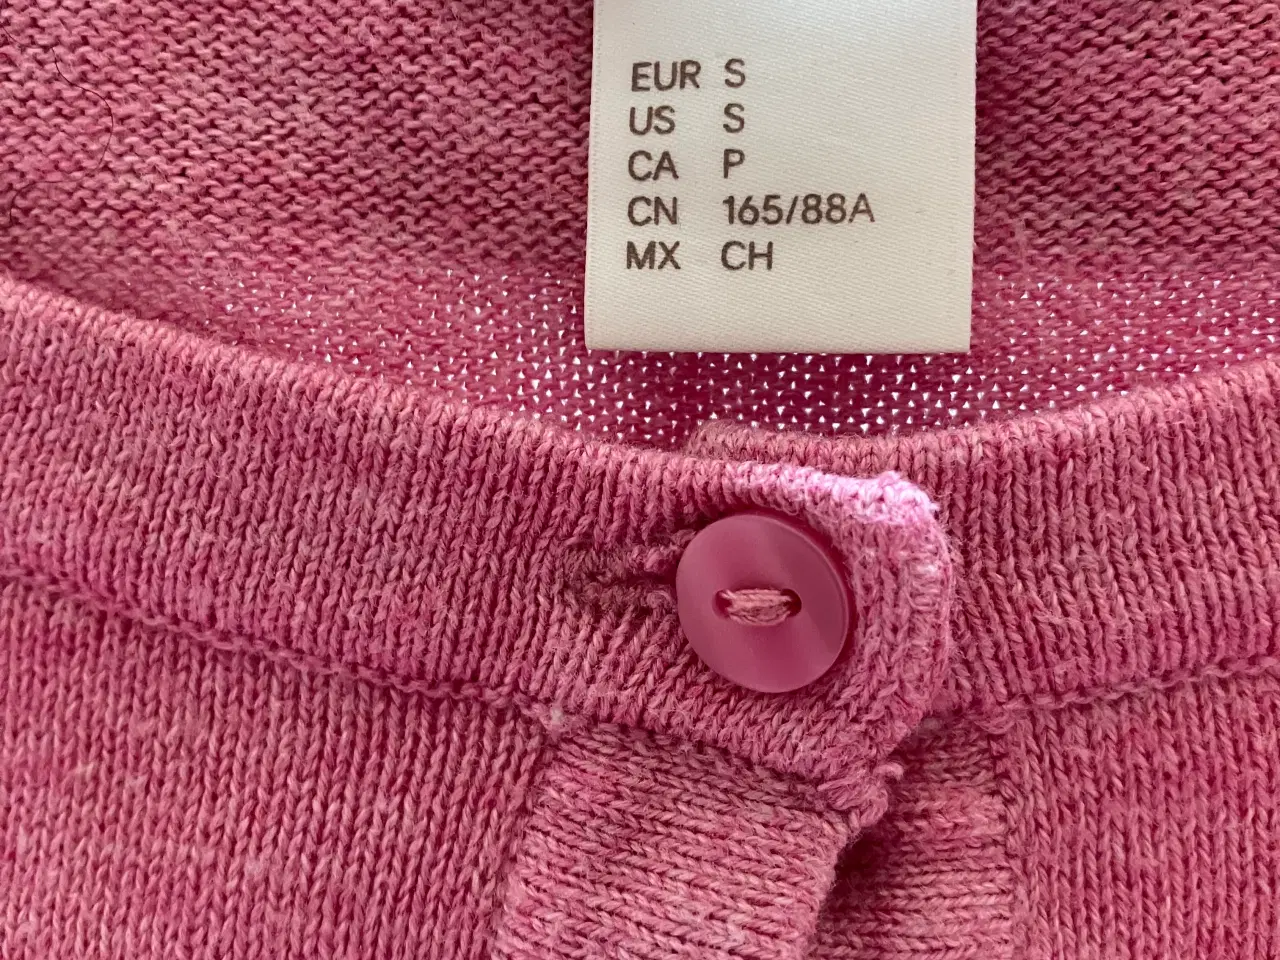 EUR S
US S
CA P
CN 165/88A
MX CH